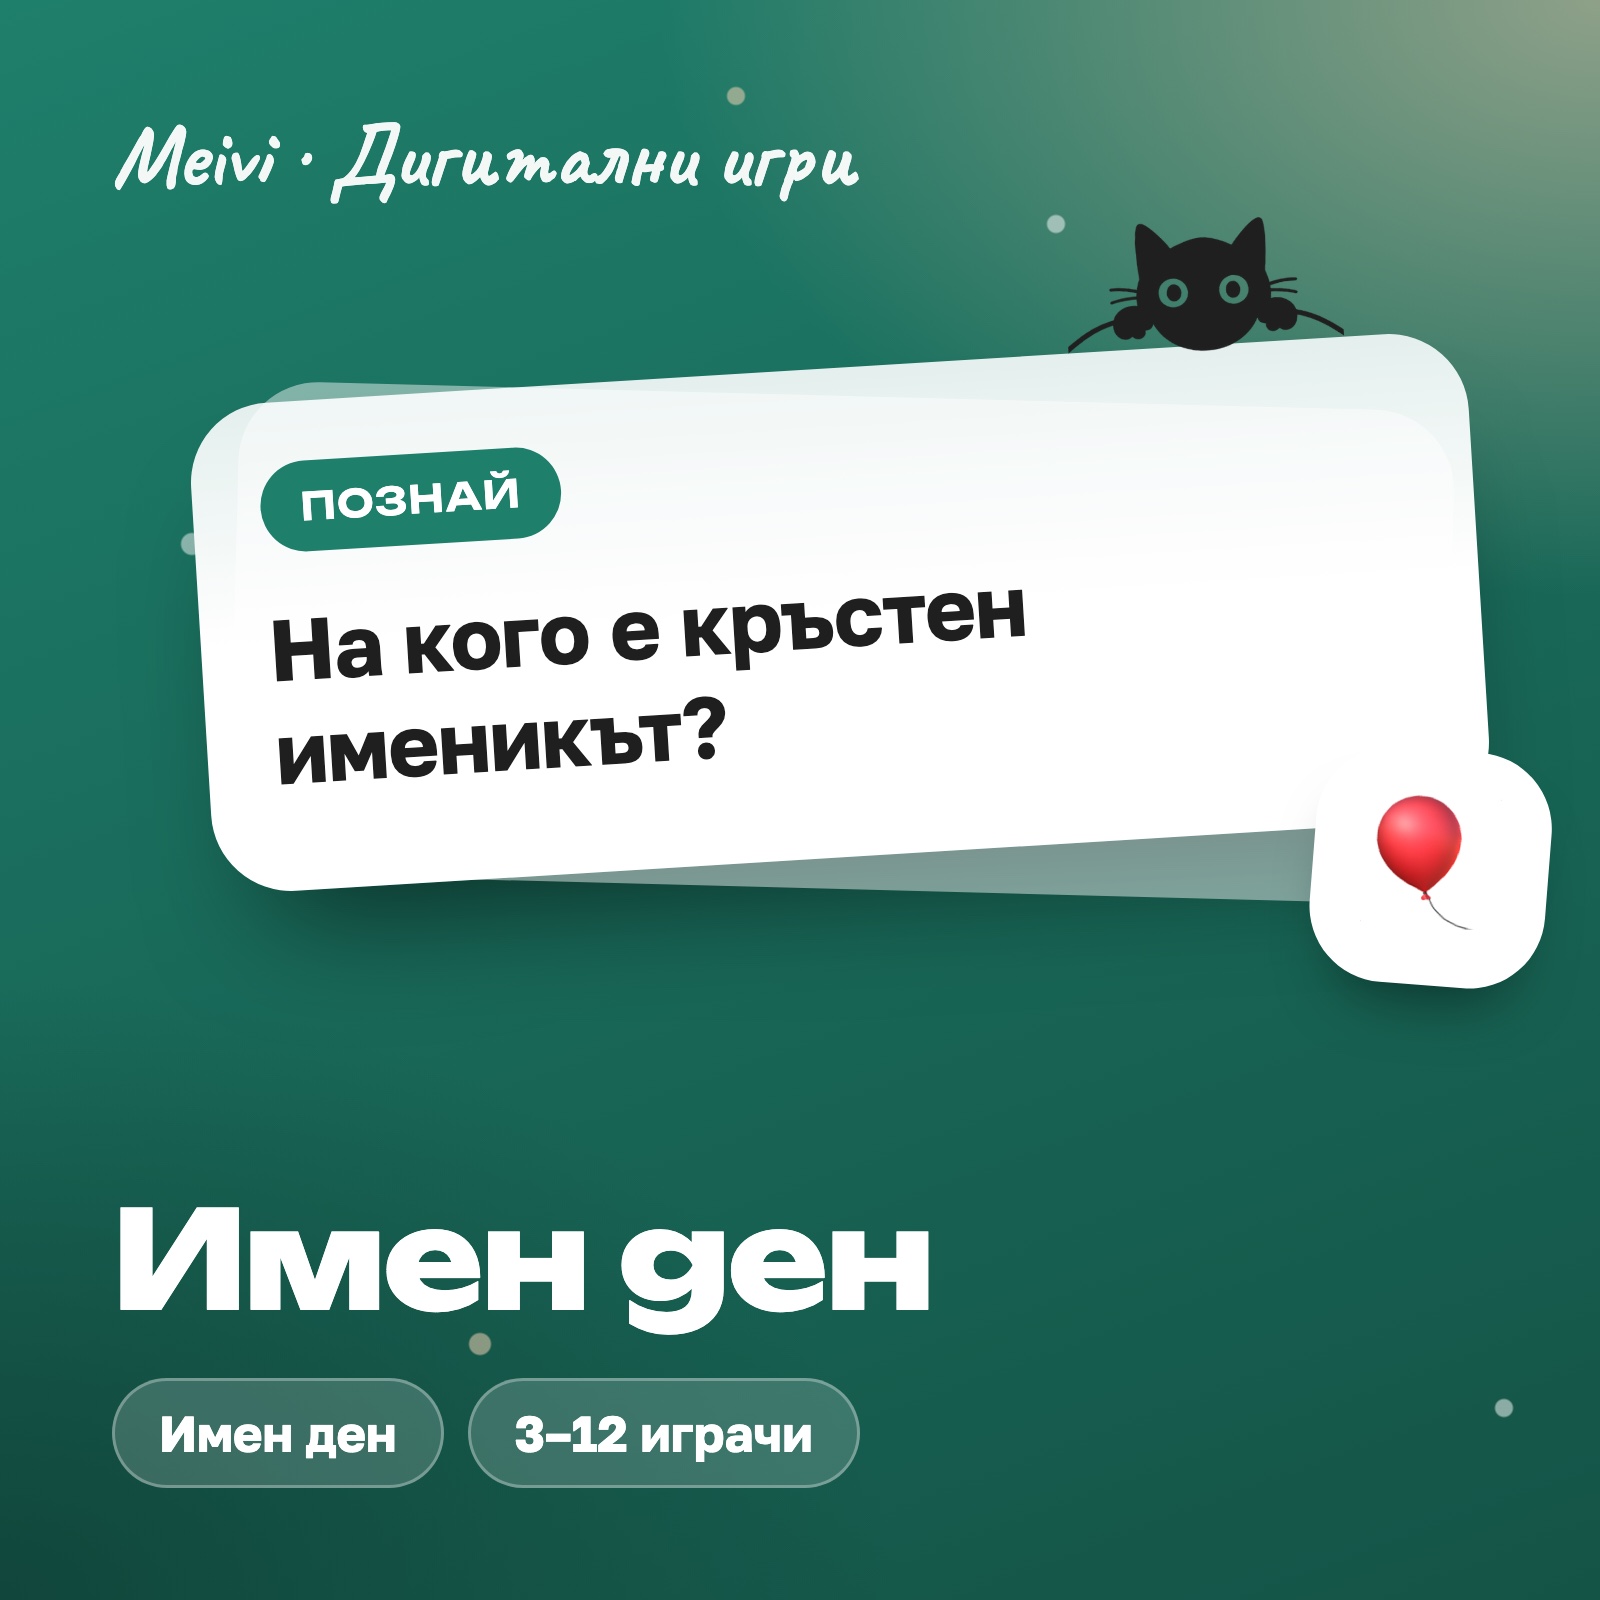 Meivi · Дигитални игри
ПОЗНАЙ
На кого е кръстен
именикът?
Имен ден
Имен ден
3–12 играчи